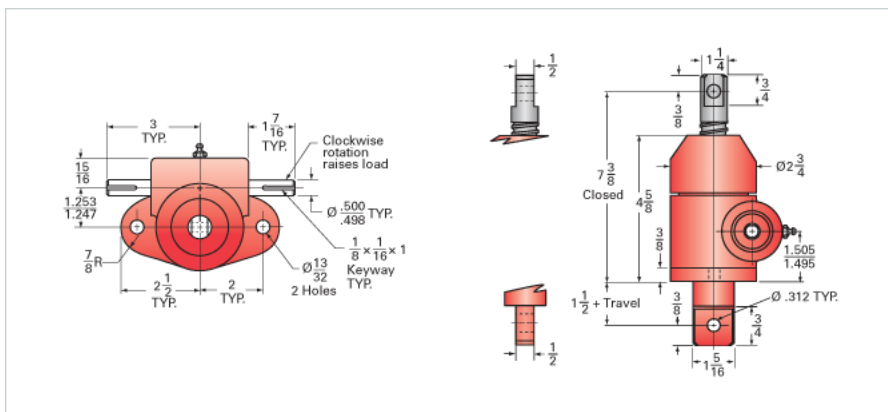 3
TYP.
1 7/16
TYP.
Clockwise
rotation
raises load
15/16
1.253
1.247
Ø .500
.498 TYP.
1/8 × 1/16 × 1
Keyway
TYP.
7/8 R
Ø 13/32
2 Holes
2 1/2
TYP.
2
TYP.
1/2
1/2
1 1/4
3/4
3/8
7 3/8
Closed
4 5/8
Ø2 3/4
3/8
1.505
1.495
1 1/2 + Travel
3/8
Ø .312 TYP.
3/4
1 5/16